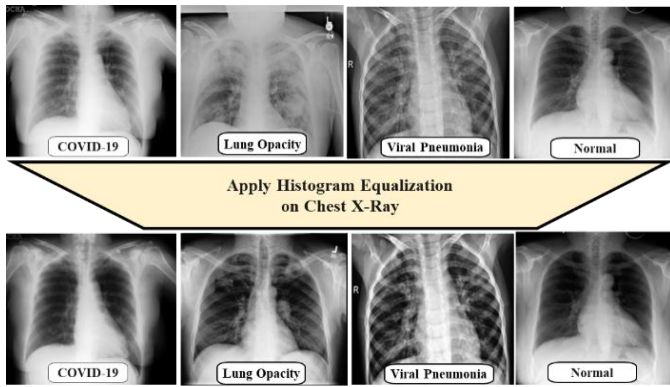 R
COVID-19
Lung Opacity
Viral Pneumonia
Normal
Apply Histogram Equalization
on Chest X-Ray
R
COVID-19
Lung Opacity
Viral Pneumonia
Normal